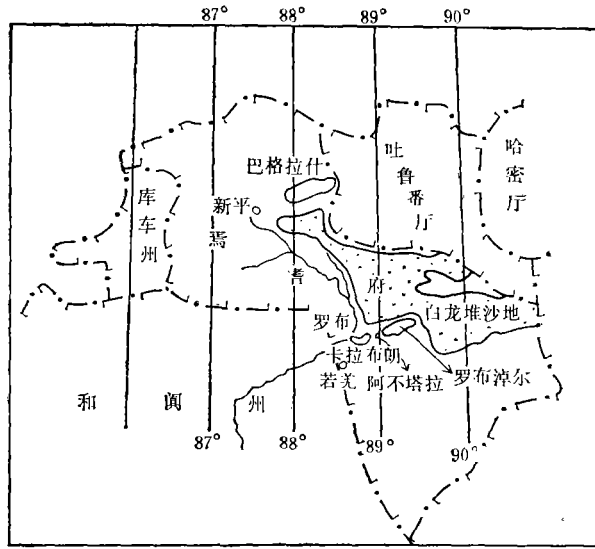 87° 88° 89° 90°
巴格拉什
吐鲁番厅
哈密厅
库车州
新平
焉耆府
白龙堆沙地
罗布
卡拉布朗
若羌
阿不塔拉
罗布淖尔
和阗州
87° 88° 89° 90°